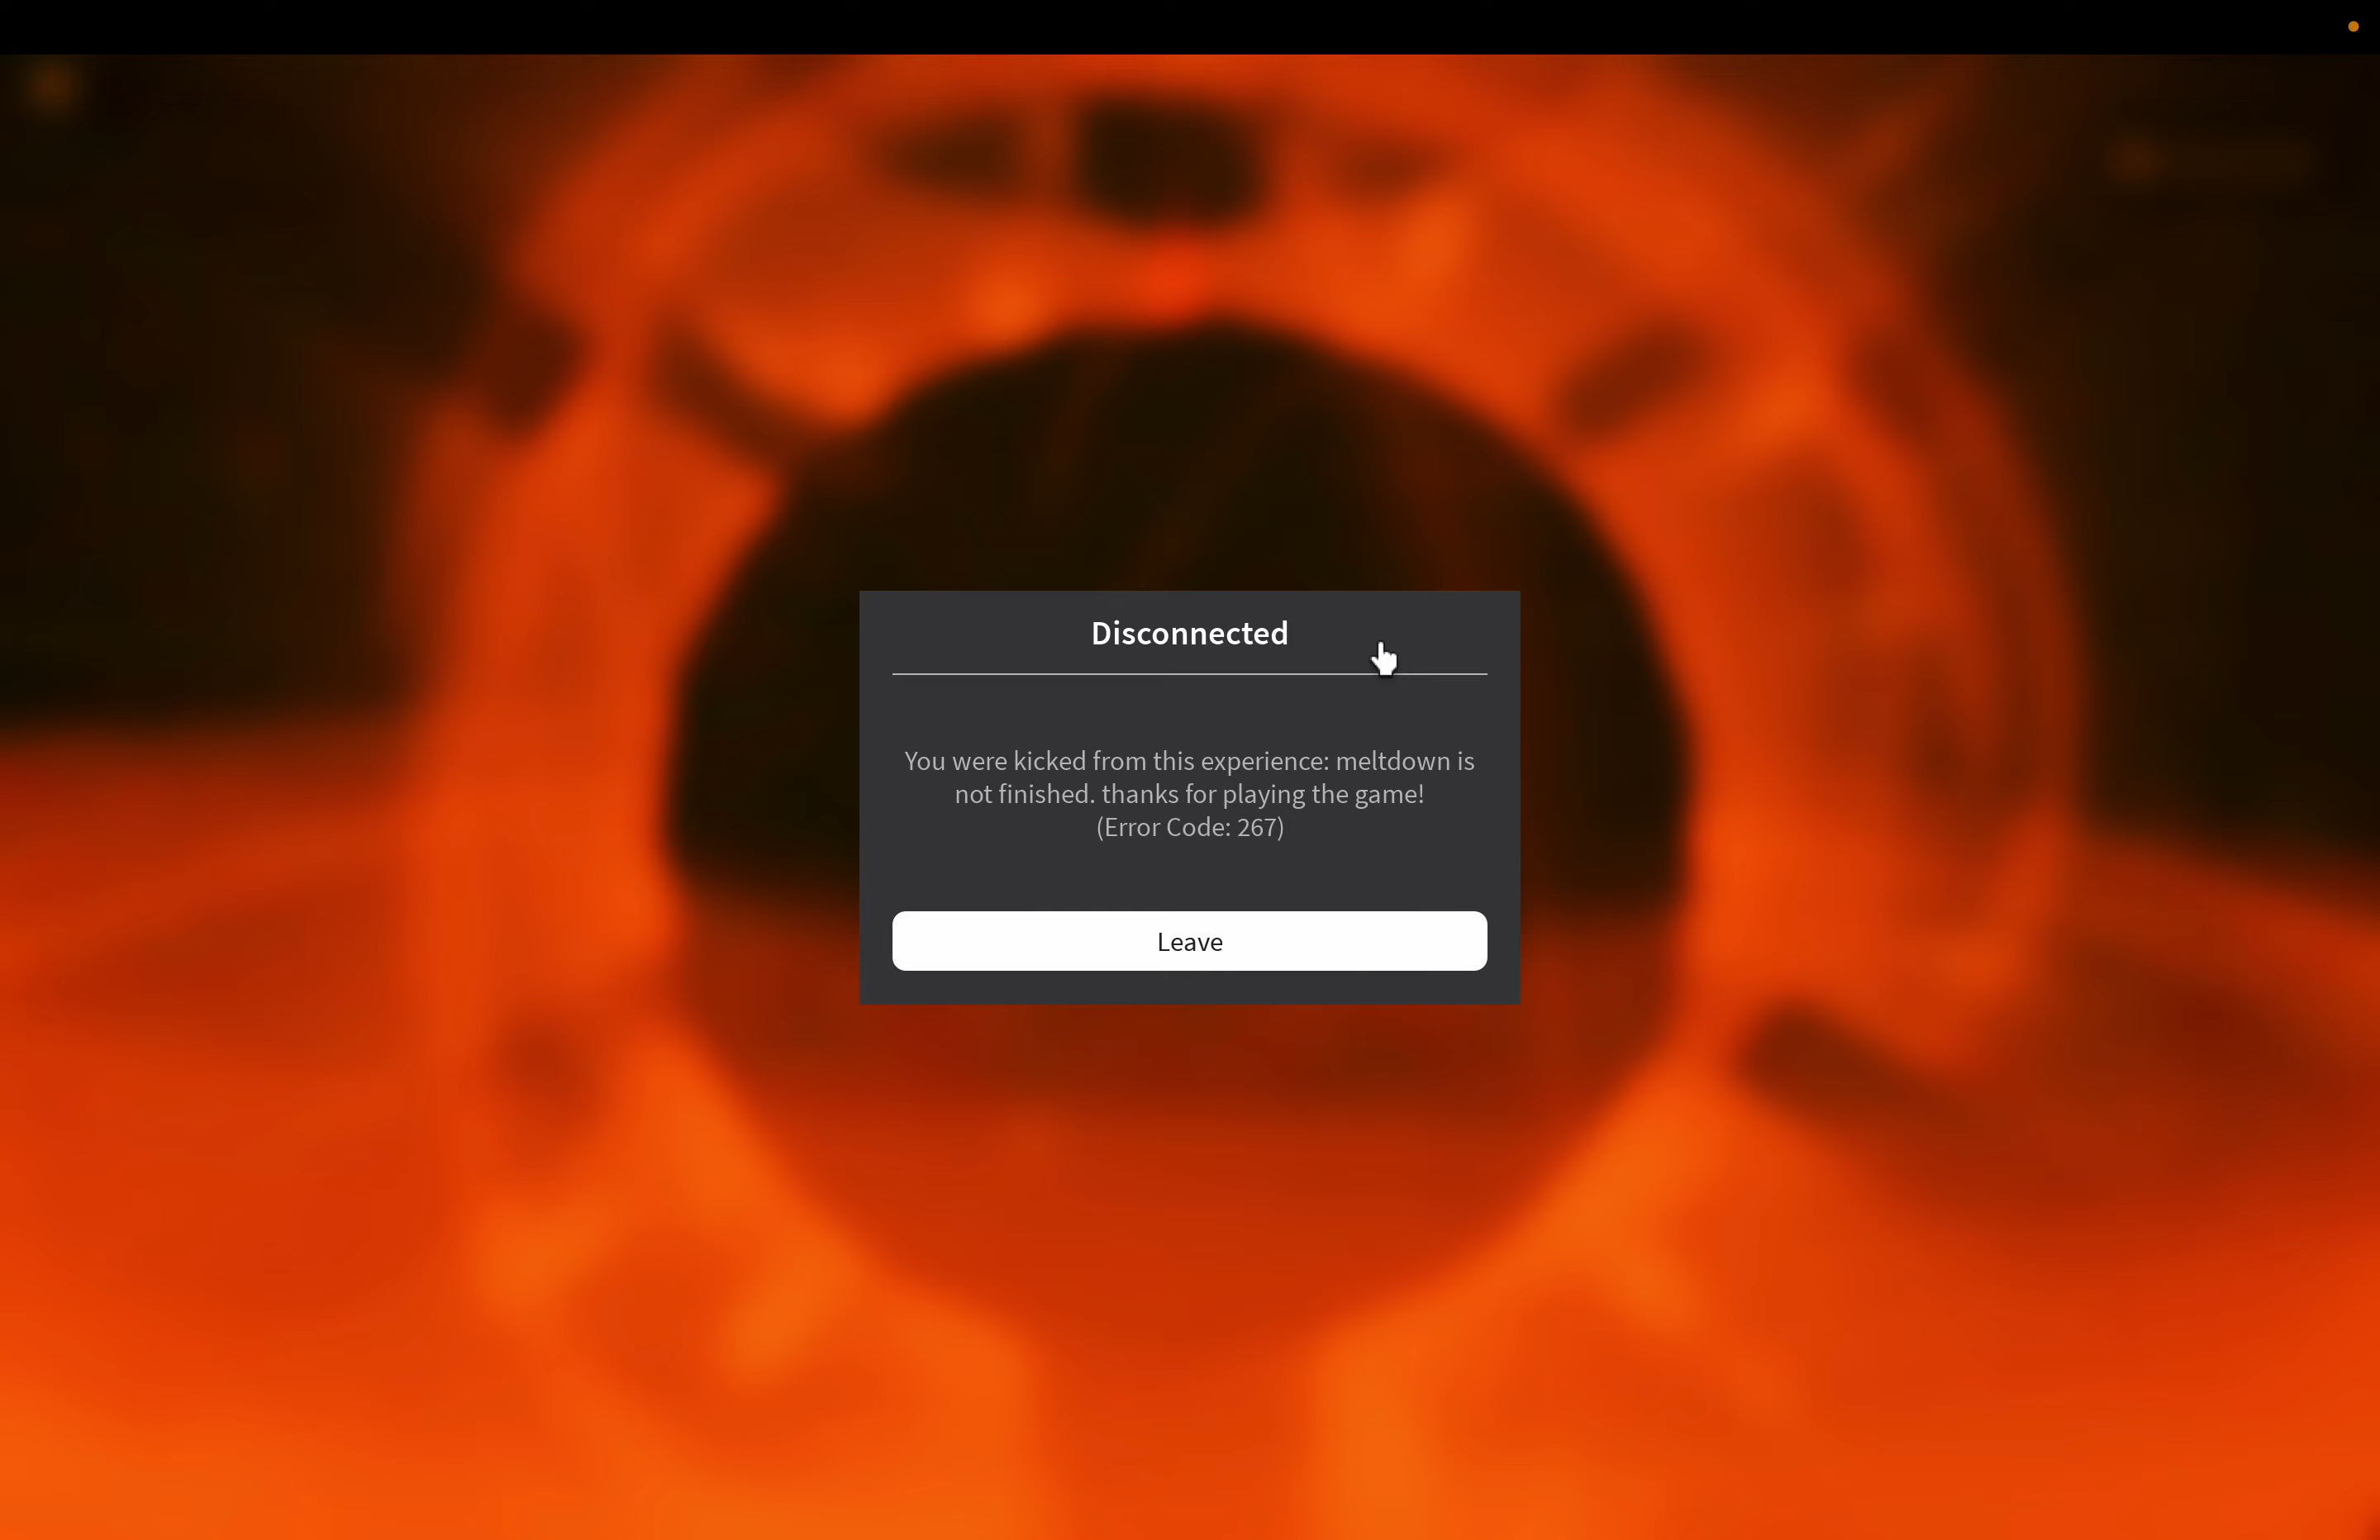 Disconnected
You were kicked from this experience: meltdown is
not finished. thanks for playing the game!
(Error Code: 267)
Leave